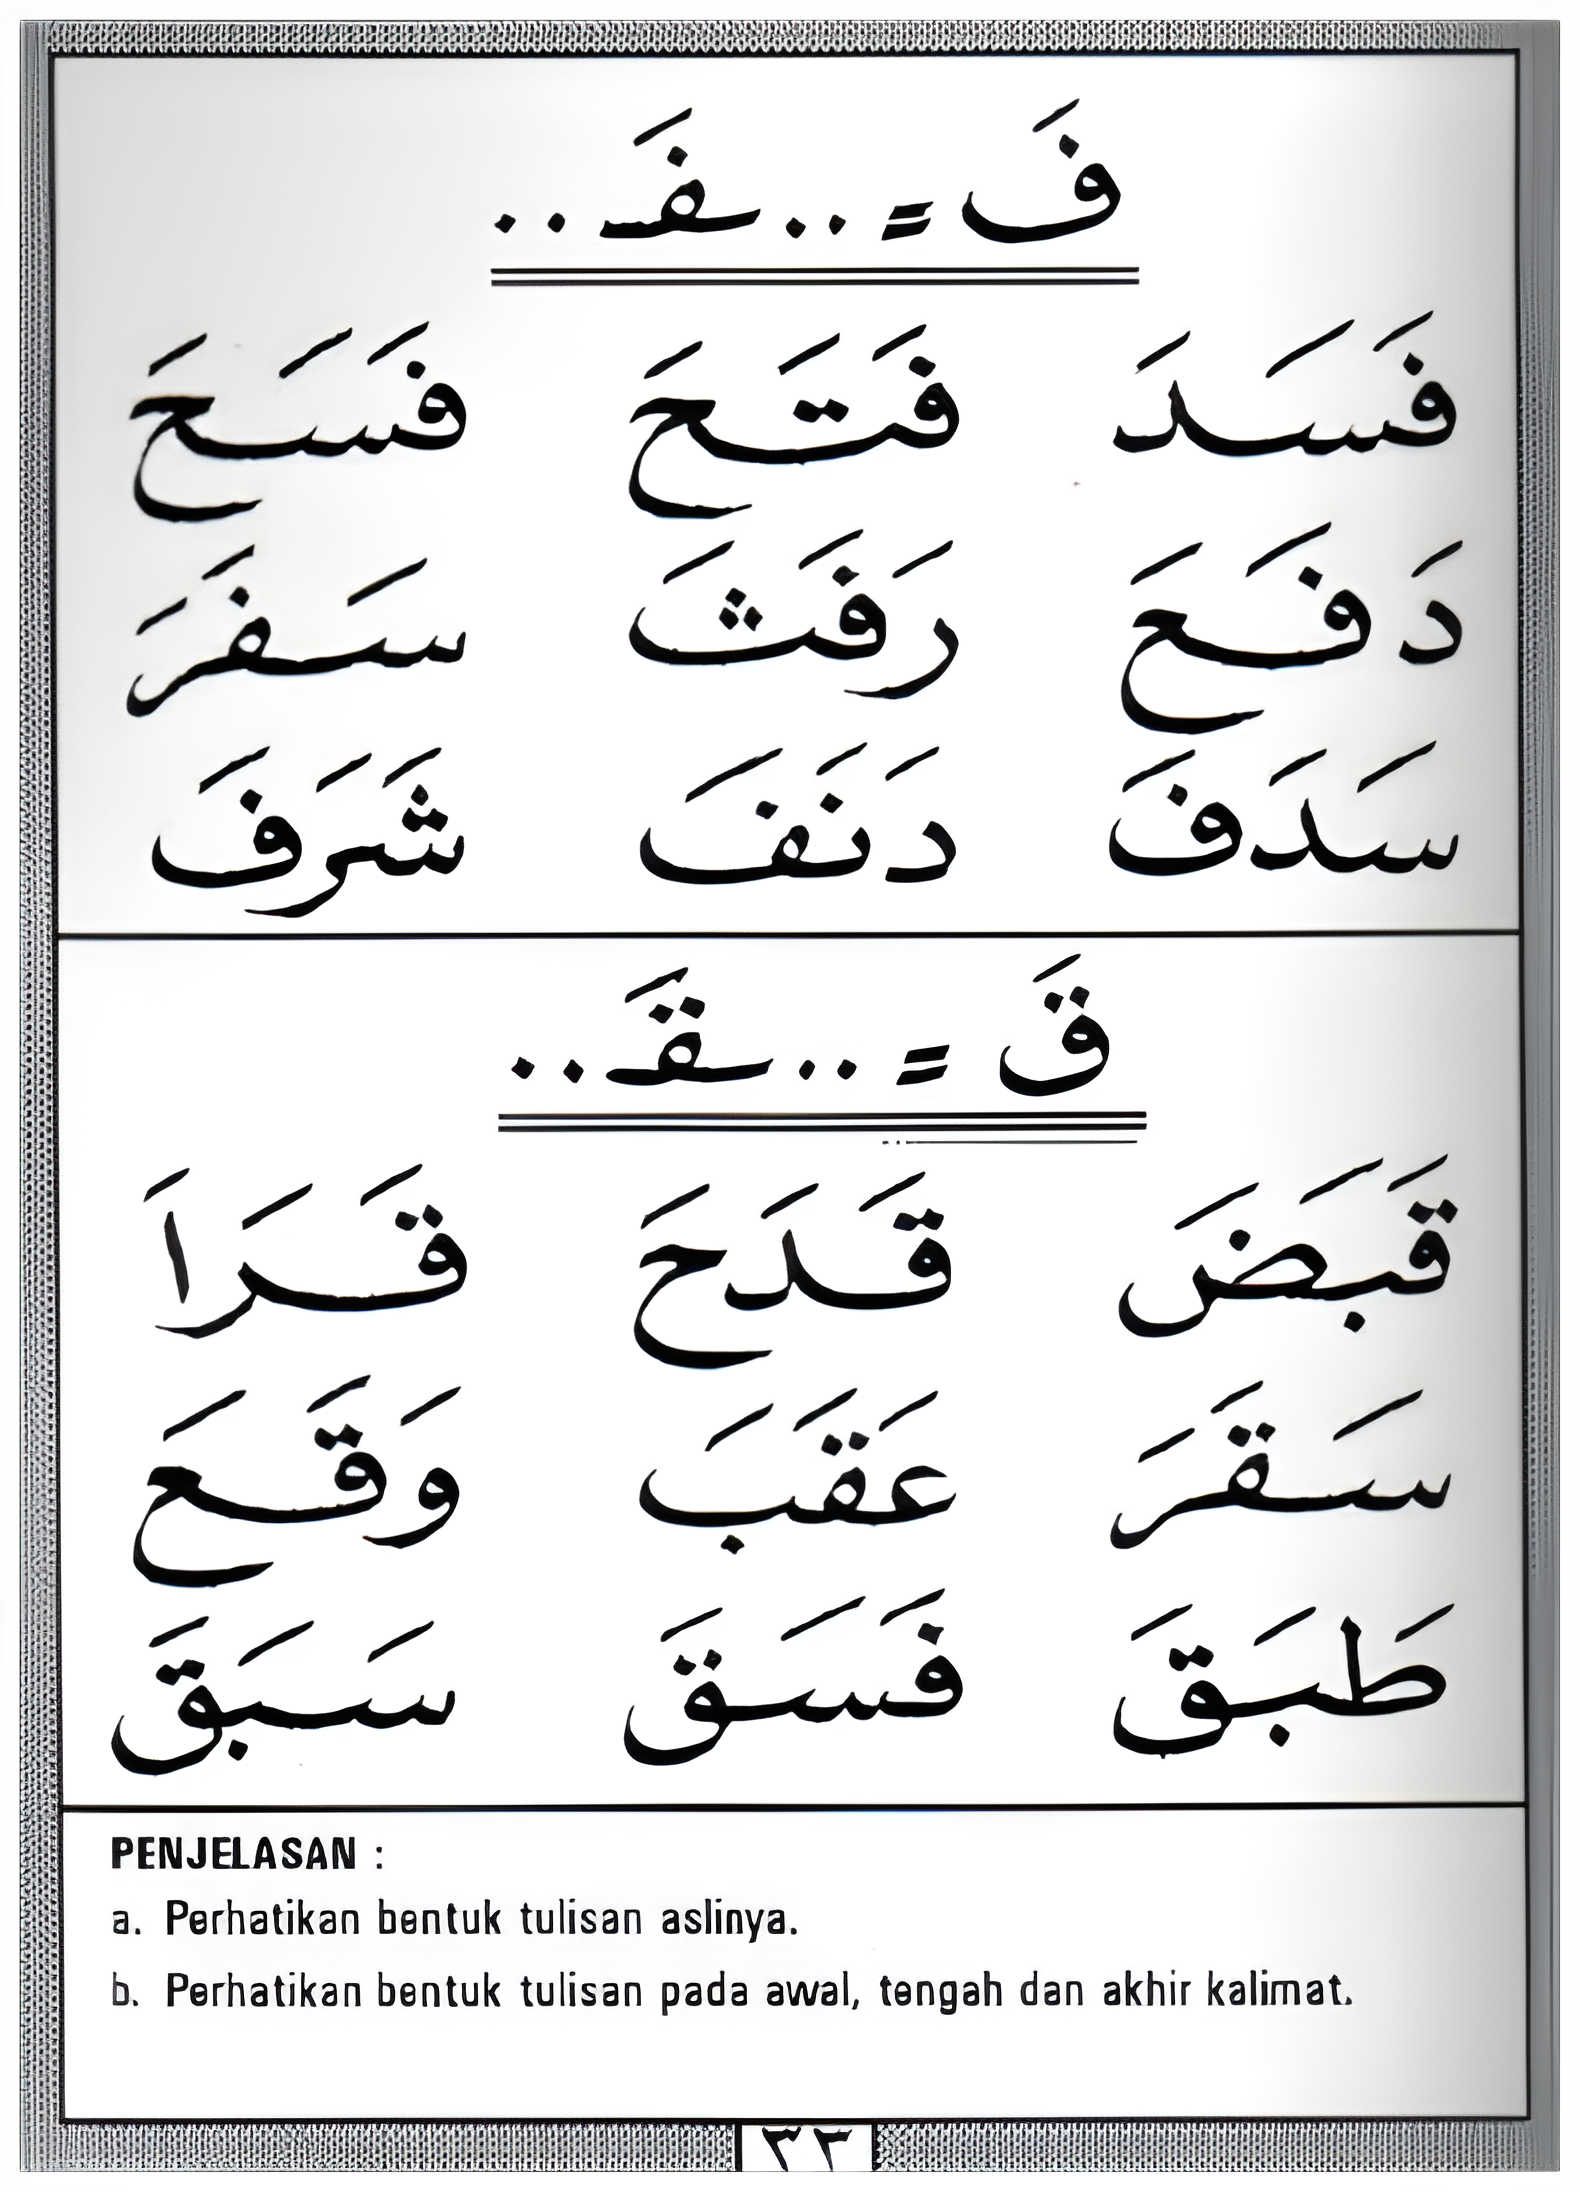 فَ = ..ـفَـ..
فَسَدَ فَتَحَ فَسَحَ
دَفَعَ رَفَثَ سَفَرَ
سَدَفَ دَنَفَ شَرَفَ
قَ = ..ـقَـ..
قَبَضَ قَدَحَ قَرَاَ
سَقَرَ عَقَبَ وَقَعَ
طَبَقَ فَسَقَ سَبَقَ
PENJELASAN :
a. Perhatikan bentuk tulisan aslinya.
b. Perhatikan bentuk tulisan pada awal, tengah dan akhir kalimat.
٣٣